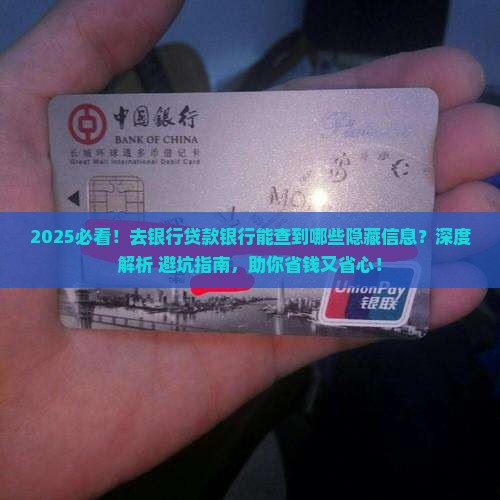 中国银行
BANK OF CHINA
长城环球通多币借记卡
Great Wall International Debit Card
2025必看！去银行贷款银行能查到哪些隐藏信息？深度
解析 避坑指南，助你省钱又省心！
UnionPay
银联